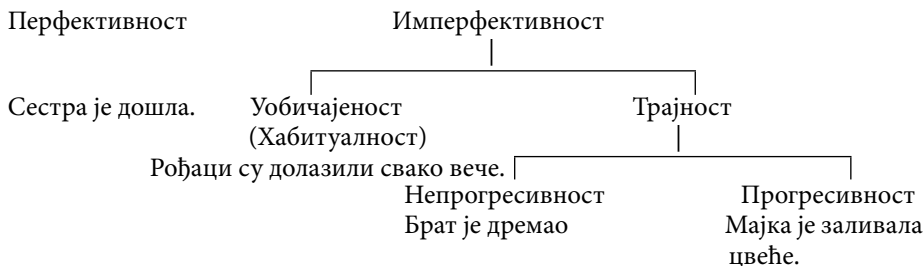 Перфективност Имперфективност
Сестра је дошла. Уобичајеност Трајност
(Хабитуалност)
Рођаци су долазили свако вече.
Непрогресивност Прогресивност
Брат је дремао Мајка је заливала
цвеће.